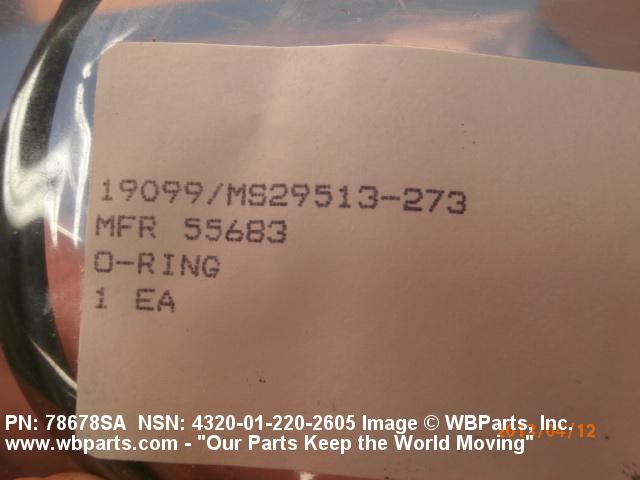 19099/MS29513-273
MFR 55683
O-RING
1 EA
PN: 78678SA NSN: 4320-01-220-2605 Image © WBParts, Inc.
www.wbparts.com - "Our Parts Keep the World Moving"